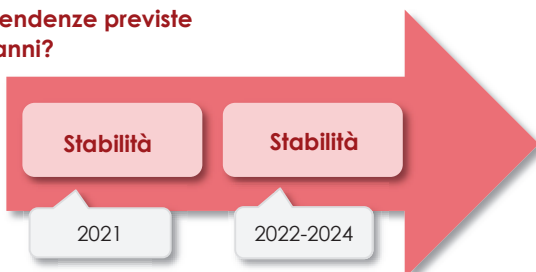 endenze previste
anni?
Stabilità
Stabilità
2021
2022-2024